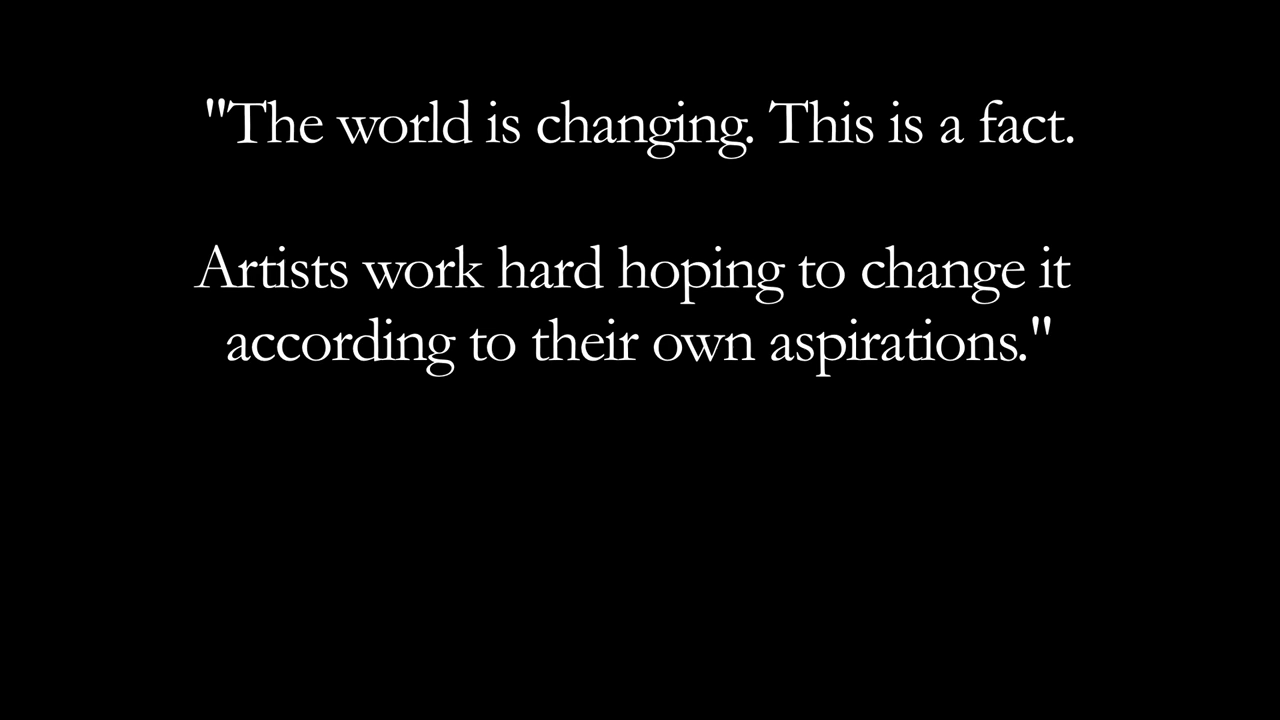 "The world is changing. This is a fact.
Artists work hard hoping to change it
according to their own aspirations."